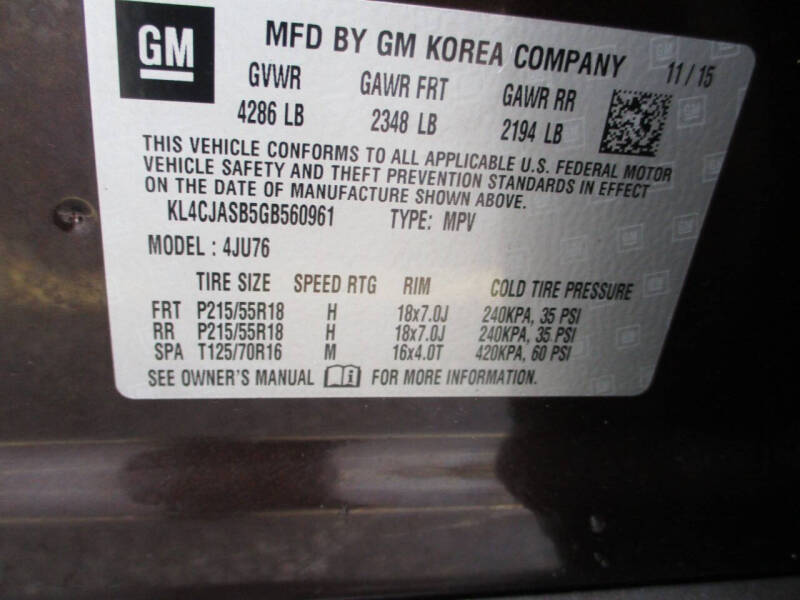 GM
MFD BY GM KOREA COMPANY 11/15
GVWR GAWR FRT GAWR RR
4286 LB 2348 LB 2194 LB
THIS VEHICLE CONFORMS TO ALL APPLICABLE U.S. FEDERAL MOTOR
VEHICLE SAFETY AND THEFT PREVENTION STANDARDS IN EFFECT
ON THE DATE OF MANUFACTURE SHOWN ABOVE.
KL4CJASB5GB560961 TYPE: MPV
MODEL : 4JU76
TIRE SIZE SPEED RTG RIM COLD TIRE PRESSURE
FRT P215/55R18 H 18x7.0J 240KPA, 35 PSI
RR P215/55R18 H 18x7.0J 240KPA, 35 PSI
SPA T125/70R16 M 16x4.0T 420KPA, 60 PSI
SEE OWNER'S MANUAL FOR MORE INFORMATION.